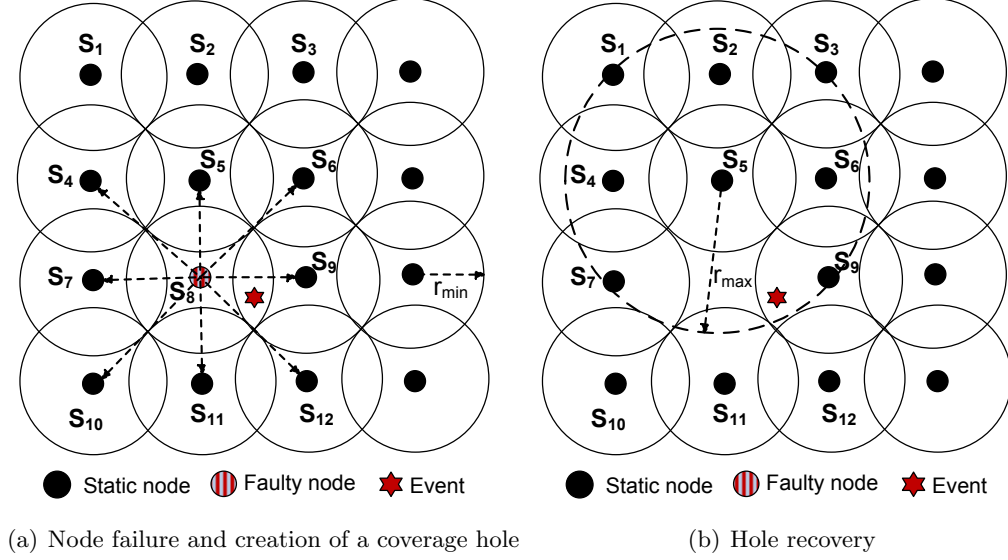 S1 S2 S3
S4 S5 S6
S7 S8 S9
rmin
S10 S11 S12
Static node Faulty node Event
(a) Node failure and creation of a coverage hole
S1 S2 S3
S4 S5 S6
S7 rmax S9
S10 S11 S12
Static node Faulty node Event
(b) Hole recovery